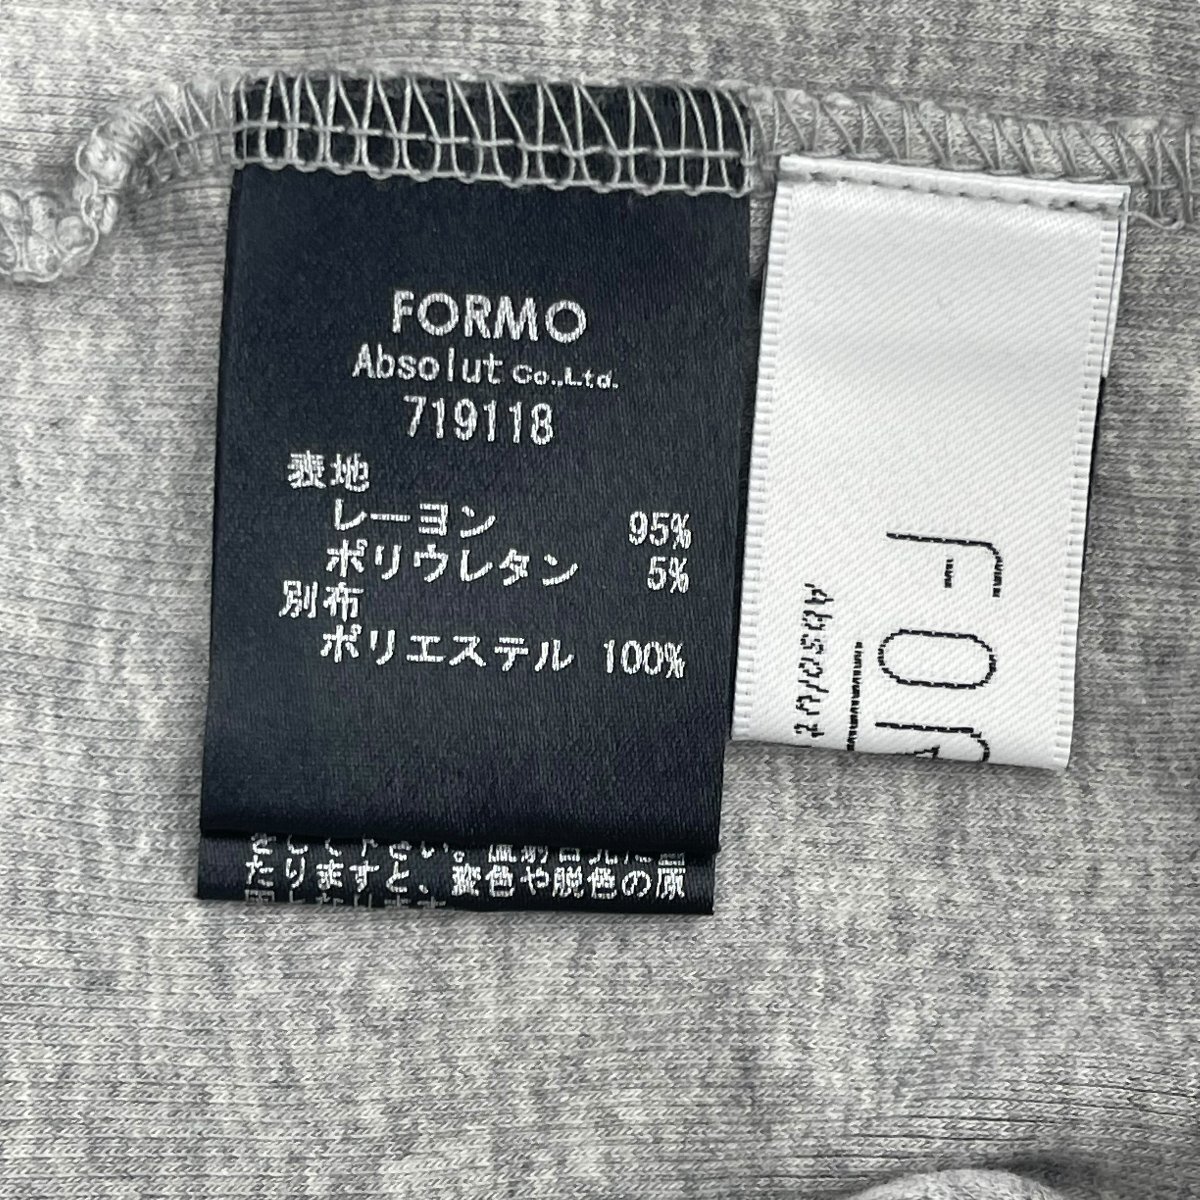 FORMO
Absolut Co.,Ltd.
719118
表地
レーヨン 95%
ポリウレタン 5%
別布
ポリエステル 100%
たりますと、変色や脱色の原
FOR